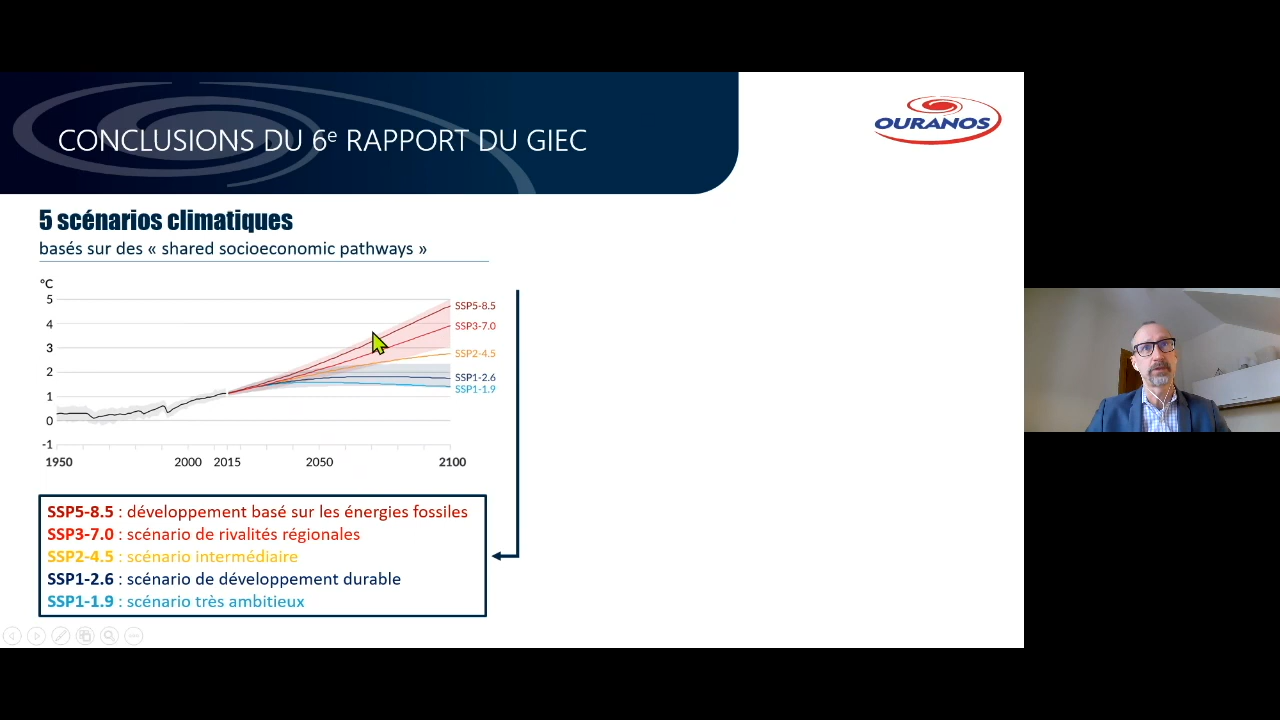 CONCLUSIONS DU 6e RAPPORT DU GIEC
OURANOS
5 scénarios climatiques
basés sur des « shared socioeconomic pathways »
°C
5
4
3
2
1
0
-1
SSP5-8.5
SSP3-7.0
SSP2-4.5
SSP1-2.6
SSP1-1.9
1950 2000 2015 2050 2100
SSP5-8.5 : développement basé sur les énergies fossiles
SSP3-7.0 : scénario de rivalités régionales
SSP2-4.5 : scénario intermédiaire
SSP1-2.6 : scénario de développement durable
SSP1-1.9 : scénario très ambitieux